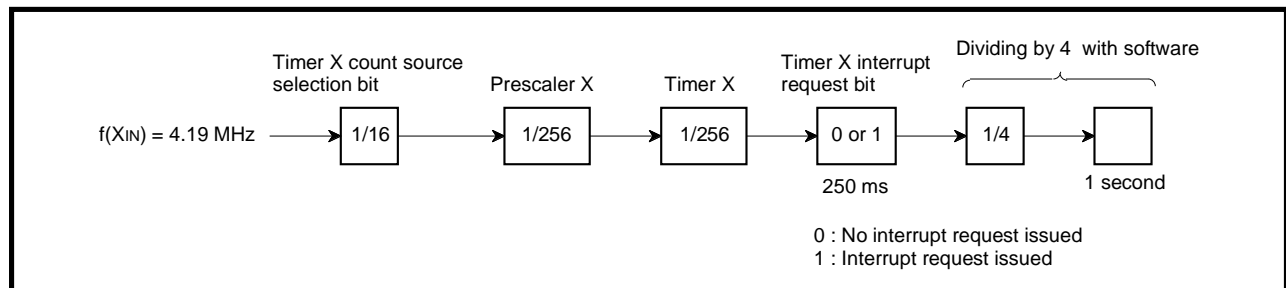 Dividing by 4 with software
Timer X count source
selection bit
Prescaler X
Timer X
Timer X interrupt
request bit
f(XIN) = 4.19 MHz
1/16
1/256
1/256
0 or 1
1/4
250 ms
1 second
0 : No interrupt request issued
1 : Interrupt request issued